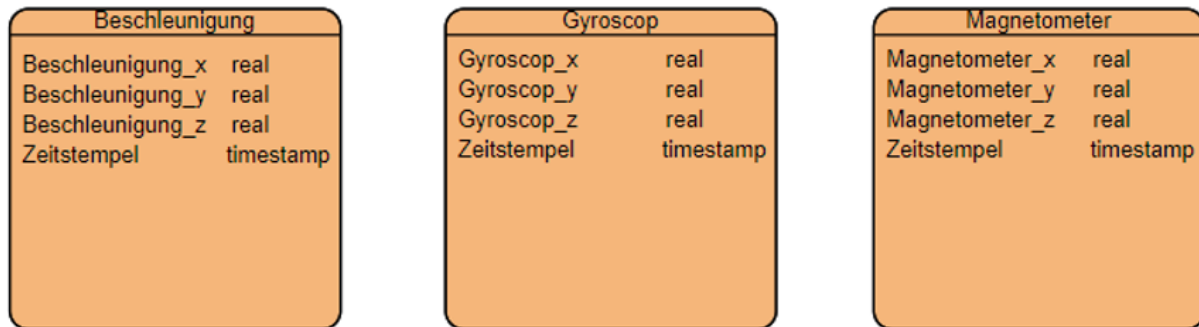 Beschleunigung
Beschleunigung_x real
Beschleunigung_y real
Beschleunigung_z real
Zeitstempel timestamp
Gyroscop
Gyroscop_x real
Gyroscop_y real
Gyroscop_z real
Zeitstempel timestamp
Magnetometer
Magnetometer_x real
Magnetometer_y real
Magnetometer_z real
Zeitstempel timestamp